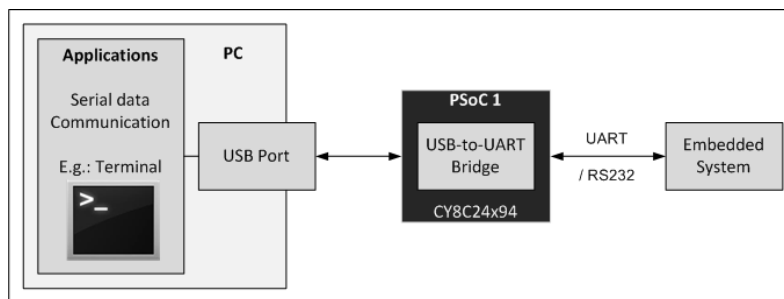 Applications
PC
Serial data
Communication
E.g.: Terminal
>_
USB Port
PSoC 1
USB-to-UART
Bridge
CY8C24x94
UART
/ RS232
Embedded
System